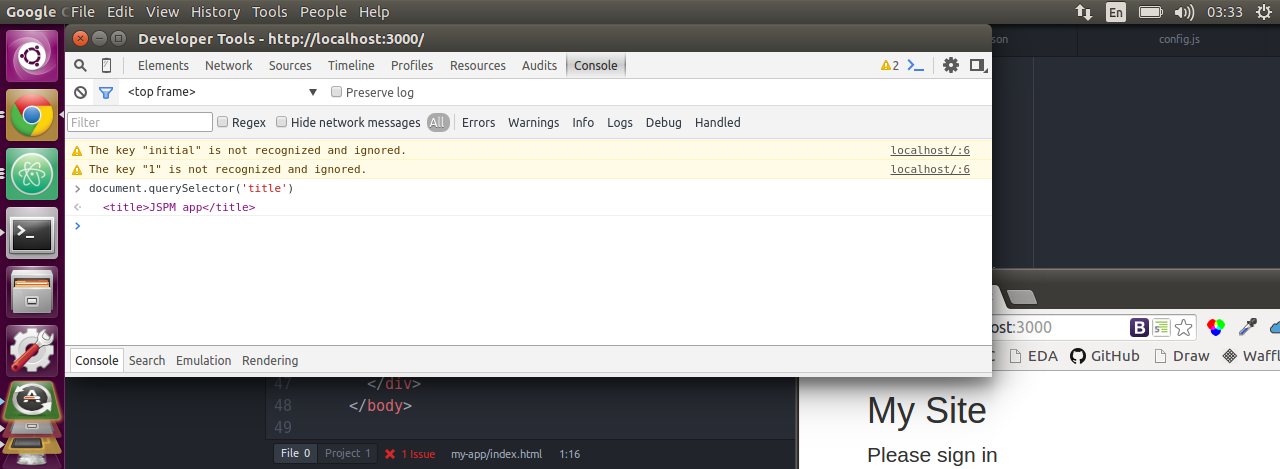 Google C File Edit View History Tools People Help En 03:33
Developer Tools - http://localhost:3000/
son config.js
Elements Network Sources Timeline Profiles Resources Audits Console 2
<top frame> Preserve log
Filter Regex Hide network messages All Errors Warnings Info Logs Debug Handled
The key "initial" is not recognized and ignored. localhost/:6
The key "1" is not recognized and ignored. localhost/:6
document.querySelector('title')
<title>JSPM app</title>
Console Search Emulation Rendering
ost:3000 B S
C EDA GitHub Draw Waffl
47 </div>
48 </body>
49
My Site
Please sign in
File 0 Project 1 1 Issue my-app/index.html 1:16